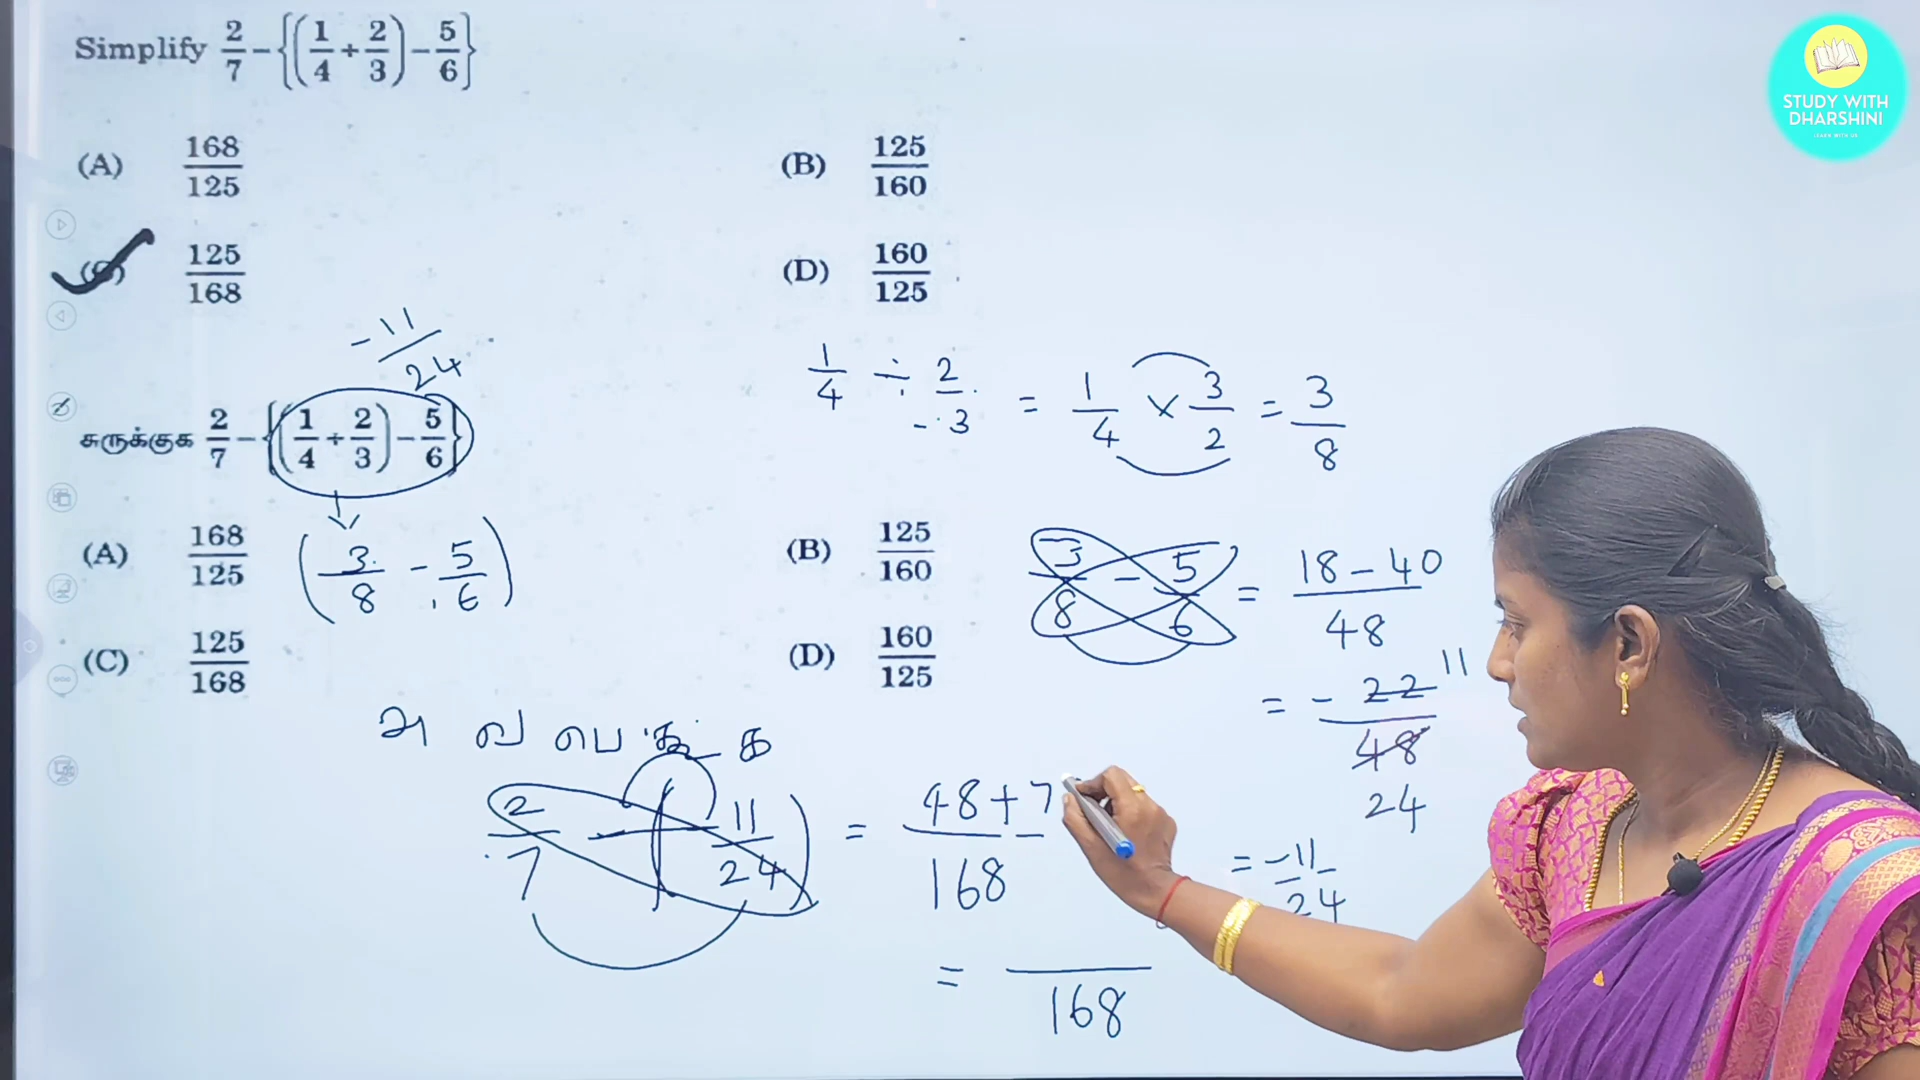 Simplify 2/7 − {(1/4 ÷ 2/3) − 5/6}
(A) 168/125
(B) 125/160
(C) 125/168
(D) 160/125
STUDY WITH
DHARSHINI
LEARN WITH US
− 11/24
சுருக்குக 2/7 − {(1/4 ÷ 2/3) − 5/6}
1/4 ÷ 2/3 = 1/4 × 3/2 = 3/8
(A) 168/125
(3/8 − 5/6)
(B) 125/160
3/8 − 5/6 = 18 − 40/48
(C) 125/168
(D) 160/125
= − 22/48 11
24
அ வ பெ கூ க
2/7 − (+ 11/24) = 48 + 7/168
= − 11/24
= /168